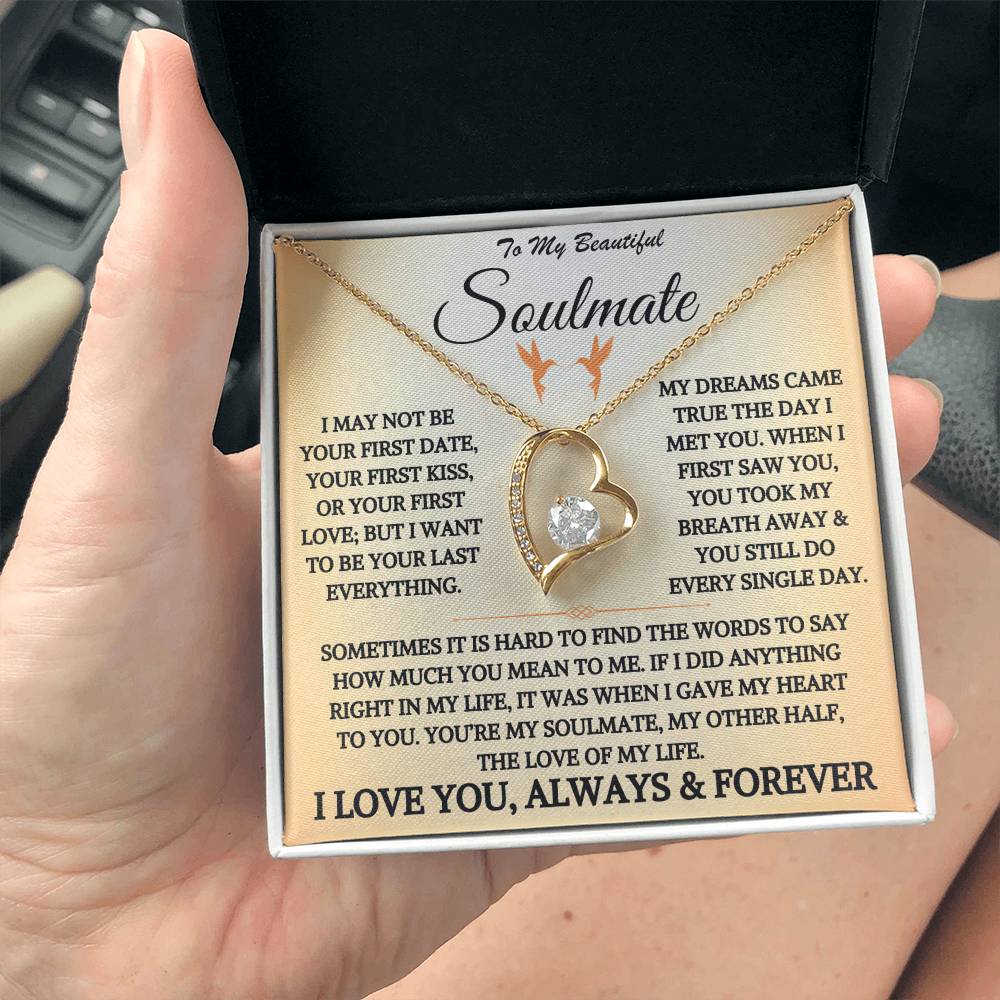 To My Beautiful
Soulmate
I MAY NOT BE
YOUR FIRST DATE,
YOUR FIRST KISS,
OR YOUR FIRST
LOVE; BUT I WANT
TO BE YOUR LAST
EVERYTHING.
MY DREAMS CAME
TRUE THE DAY I
MET YOU. WHEN I
FIRST SAW YOU,
YOU TOOK MY
BREATH AWAY &
YOU STILL DO
EVERY SINGLE DAY.
SOMETIMES IT IS HARD TO FIND THE WORDS TO SAY
HOW MUCH YOU MEAN TO ME. IF I DID ANYTHING
RIGHT IN MY LIFE, IT WAS WHEN I GAVE MY HEART
TO YOU. YOU'RE MY SOULMATE, MY OTHER HALF,
THE LOVE OF MY LIFE.
I LOVE YOU, ALWAYS & FOREVER